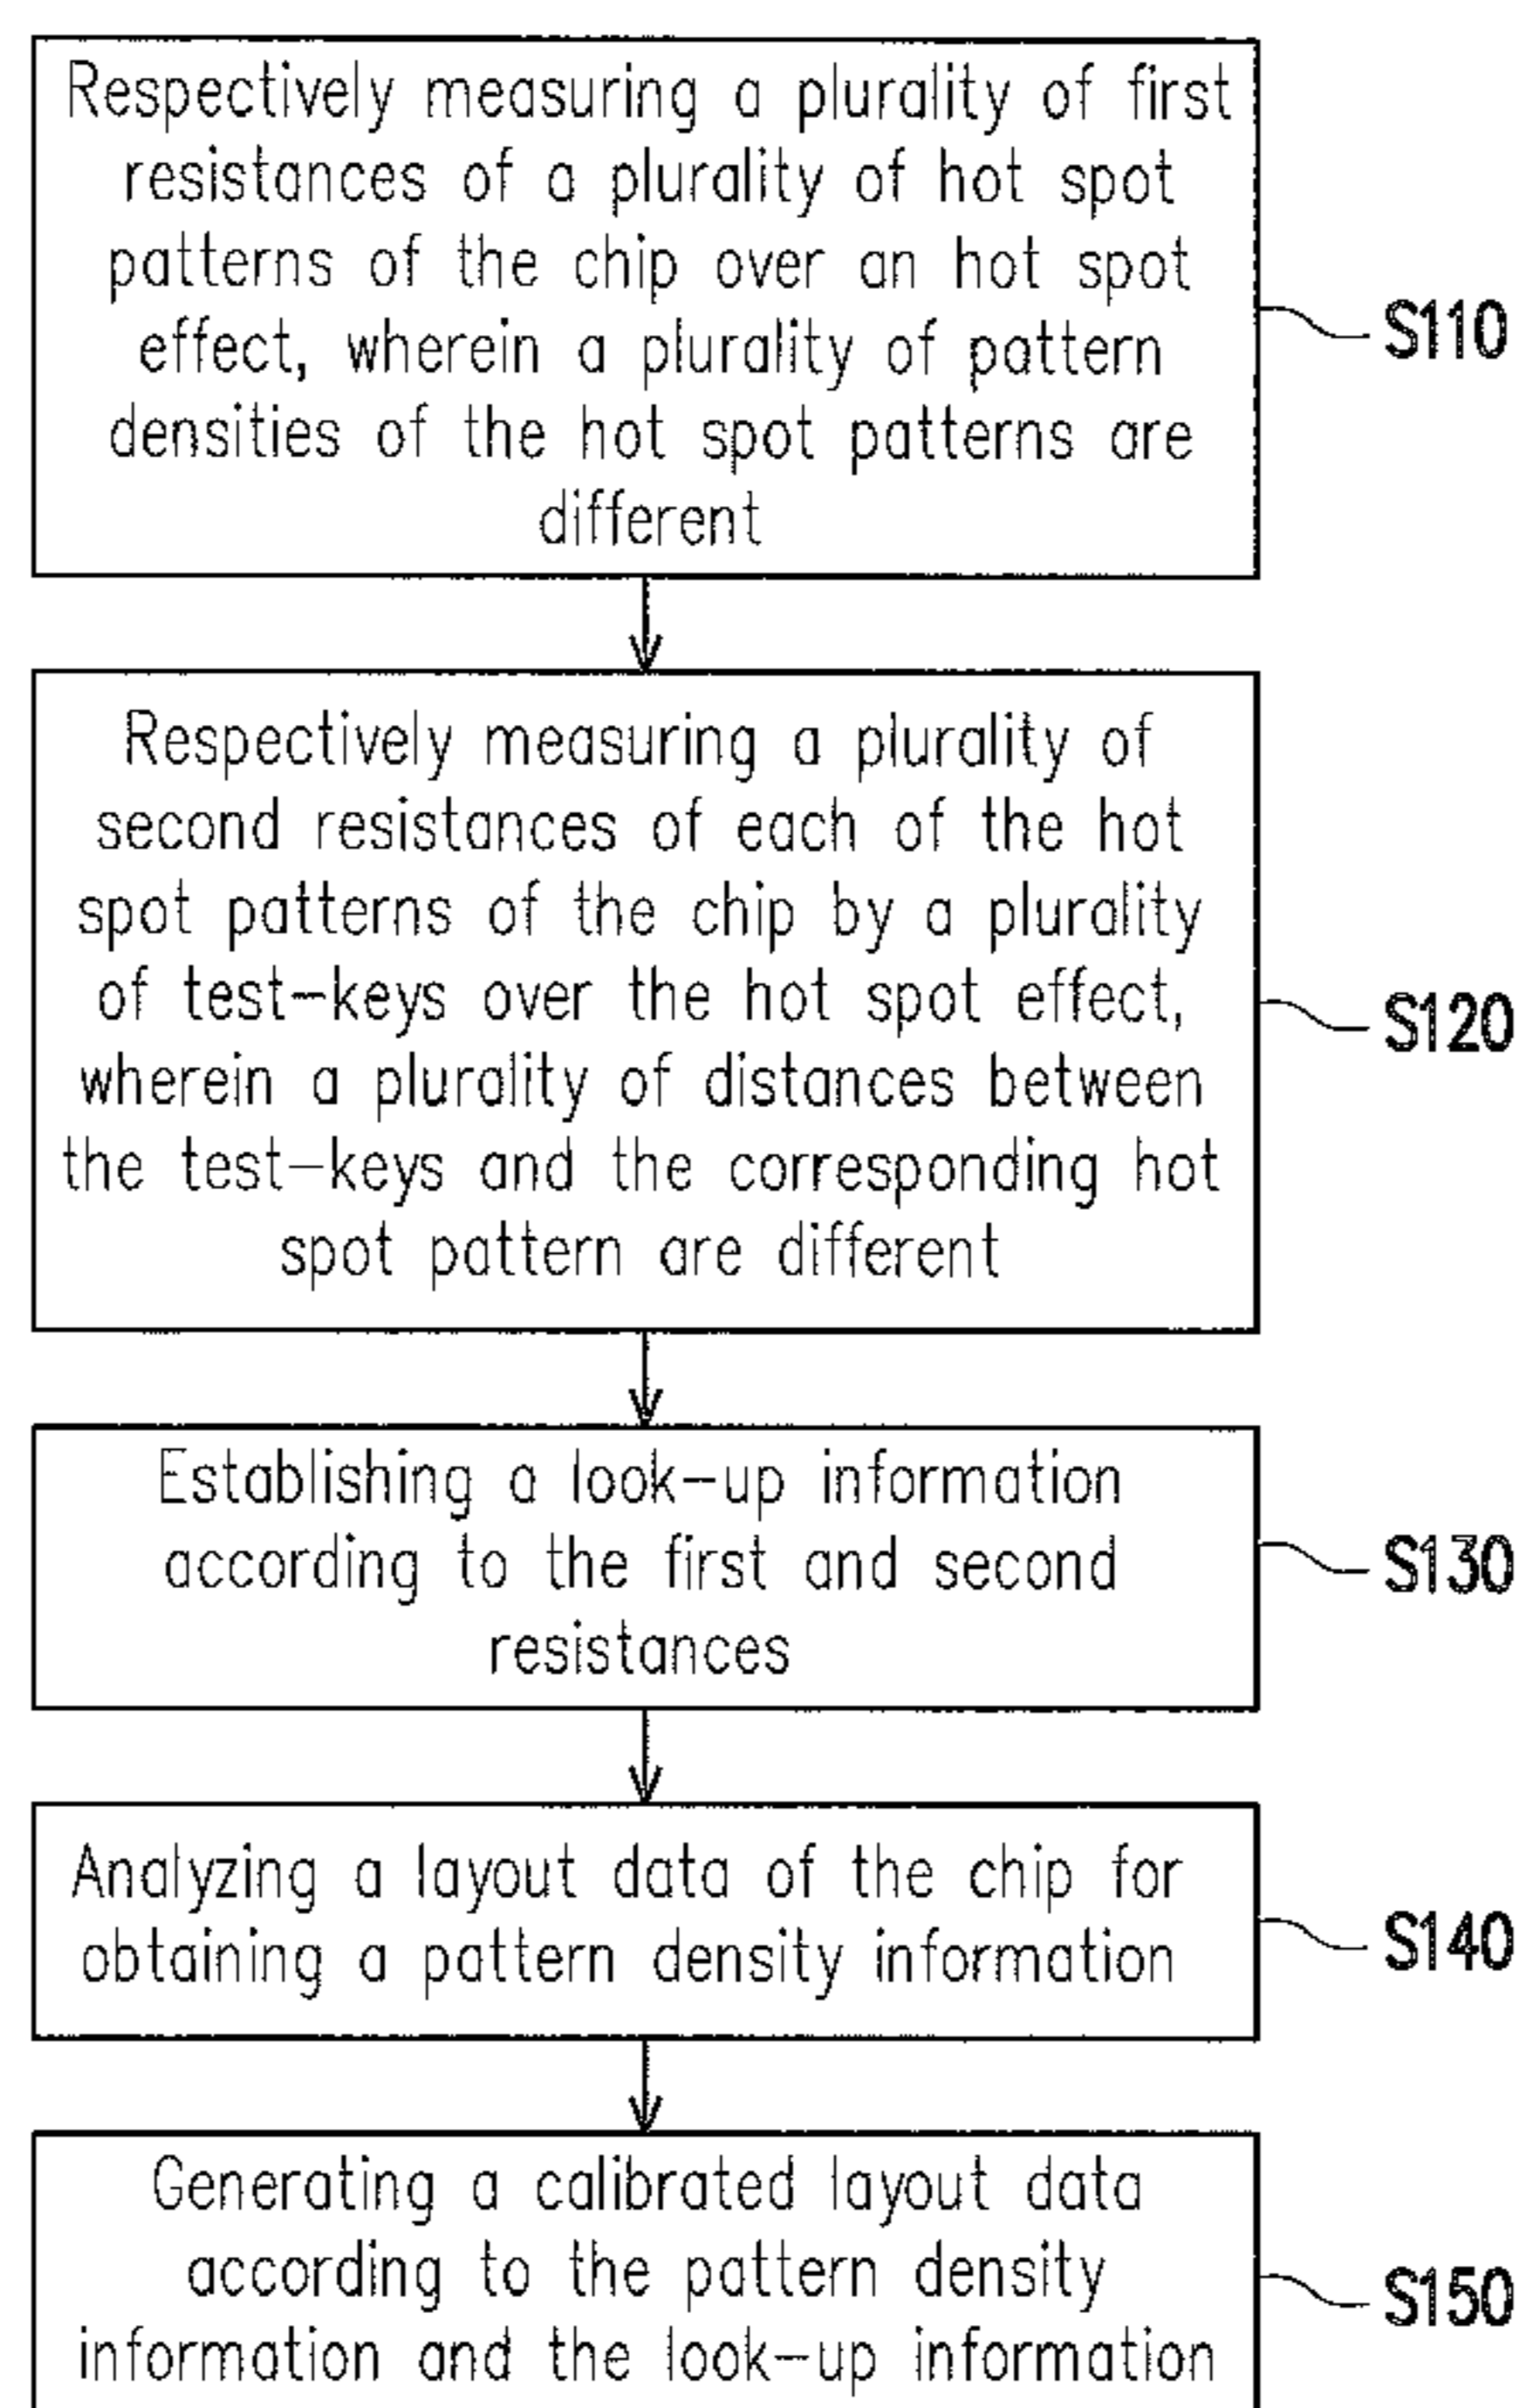 Respectively measuring a plurality of first
resistances of a plurality of hot spot
patterns of the chip over an hot spot
effect, wherein a plurality of pattern
densities of the hot spot patterns are
different
S110
Respectively measuring a plurality of
second resistances of each of the hot
spot patterns of the chip by a plurality
of test-keys over the hot spot effect,
wherein a plurality of distances between
the test-keys and the corresponding hot
spot pattern are different
S120
Establishing a look-up information
according to the first and second
resistances
S130
Analyzing a layout data of the chip for
obtaining a pattern density information
S140
Generating a calibrated layout data
according to the pattern density
information and the look-up information
S150